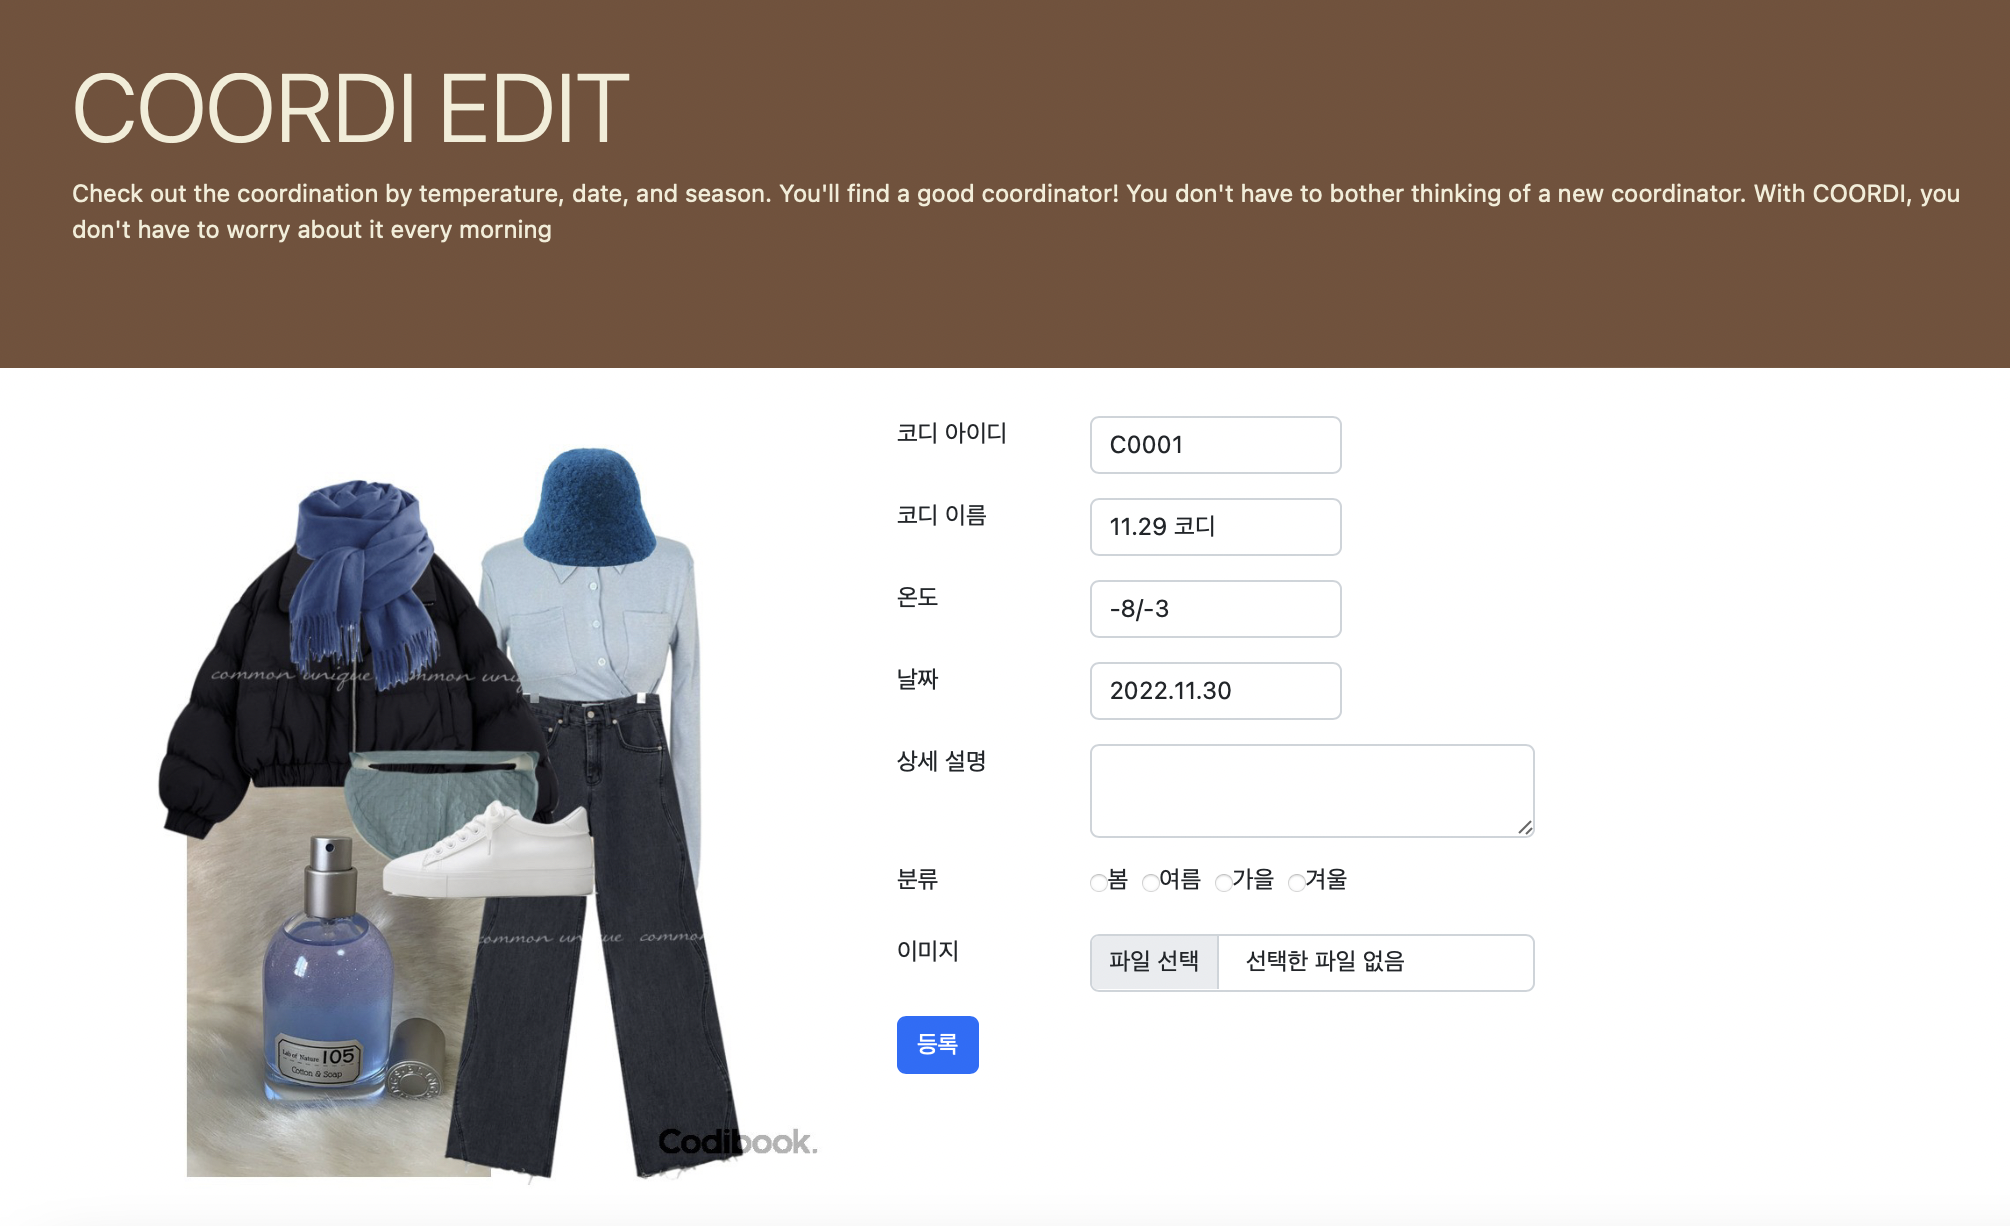 COORDI EDIT
Check out the coordination by temperature, date, and season. You'll find a good coordinator! You don't have to bother thinking of a new coordinator. With COORDI, you
don't have to worry about it every morning
코디 아이디
C0001
코디 이름
11.29 코디
온도
-8/-3
날짜
2022.11.30
상세 설명
분류
봄 여름 가을 겨울
이미지
파일 선택 선택한 파일 없음
등록
common unique common uni
common unique common
Lab of Nature 105
Cotton & Soap
Codibook.